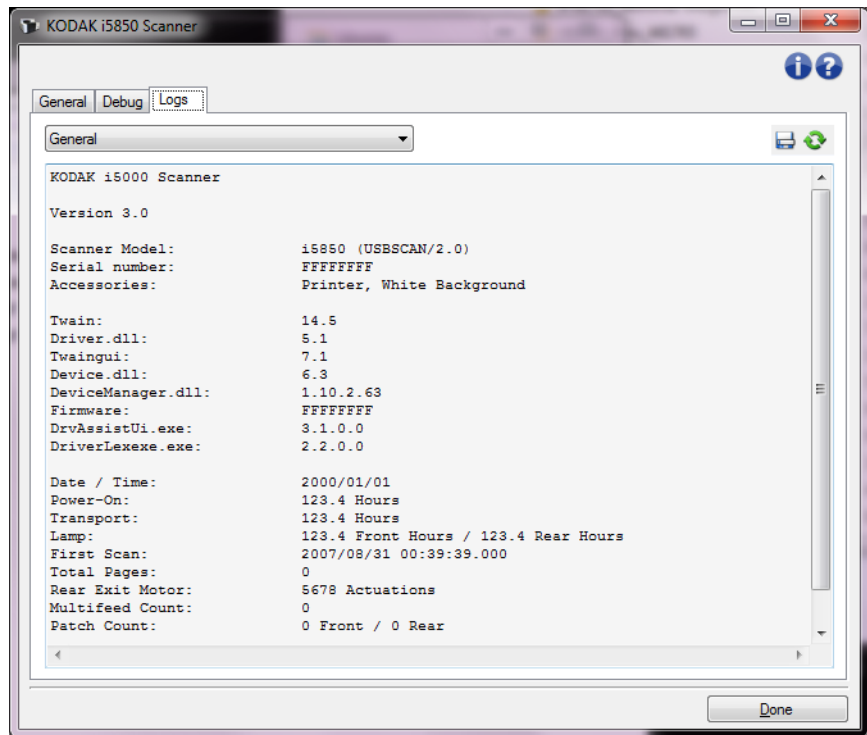 KODAK i5850 Scanner
General Debug Logs
General
KODAK i5000 Scanner
Version 3.0
Scanner Model: i5850 (USBSCAN/2.0)
Serial number: FFFFFFFF
Accessories: Printer, White Background
Twain: 14.5
Driver.dll: 5.1
Twaingui: 7.1
Device.dll: 6.3
DeviceManager.dll: 1.10.2.63
Firmware: FFFFFFFF
DrvAssistUi.exe: 3.1.0.0
DriverLexexe.exe: 2.2.0.0
Date / Time: 2000/01/01
Power-On: 123.4 Hours
Transport: 123.4 Hours
Lamp: 123.4 Front Hours / 123.4 Rear Hours
First Scan: 2007/08/31 00:39:39.000
Total Pages: 0
Rear Exit Motor: 5678 Actuations
Multifeed Count: 0
Patch Count: 0 Front / 0 Rear
Done